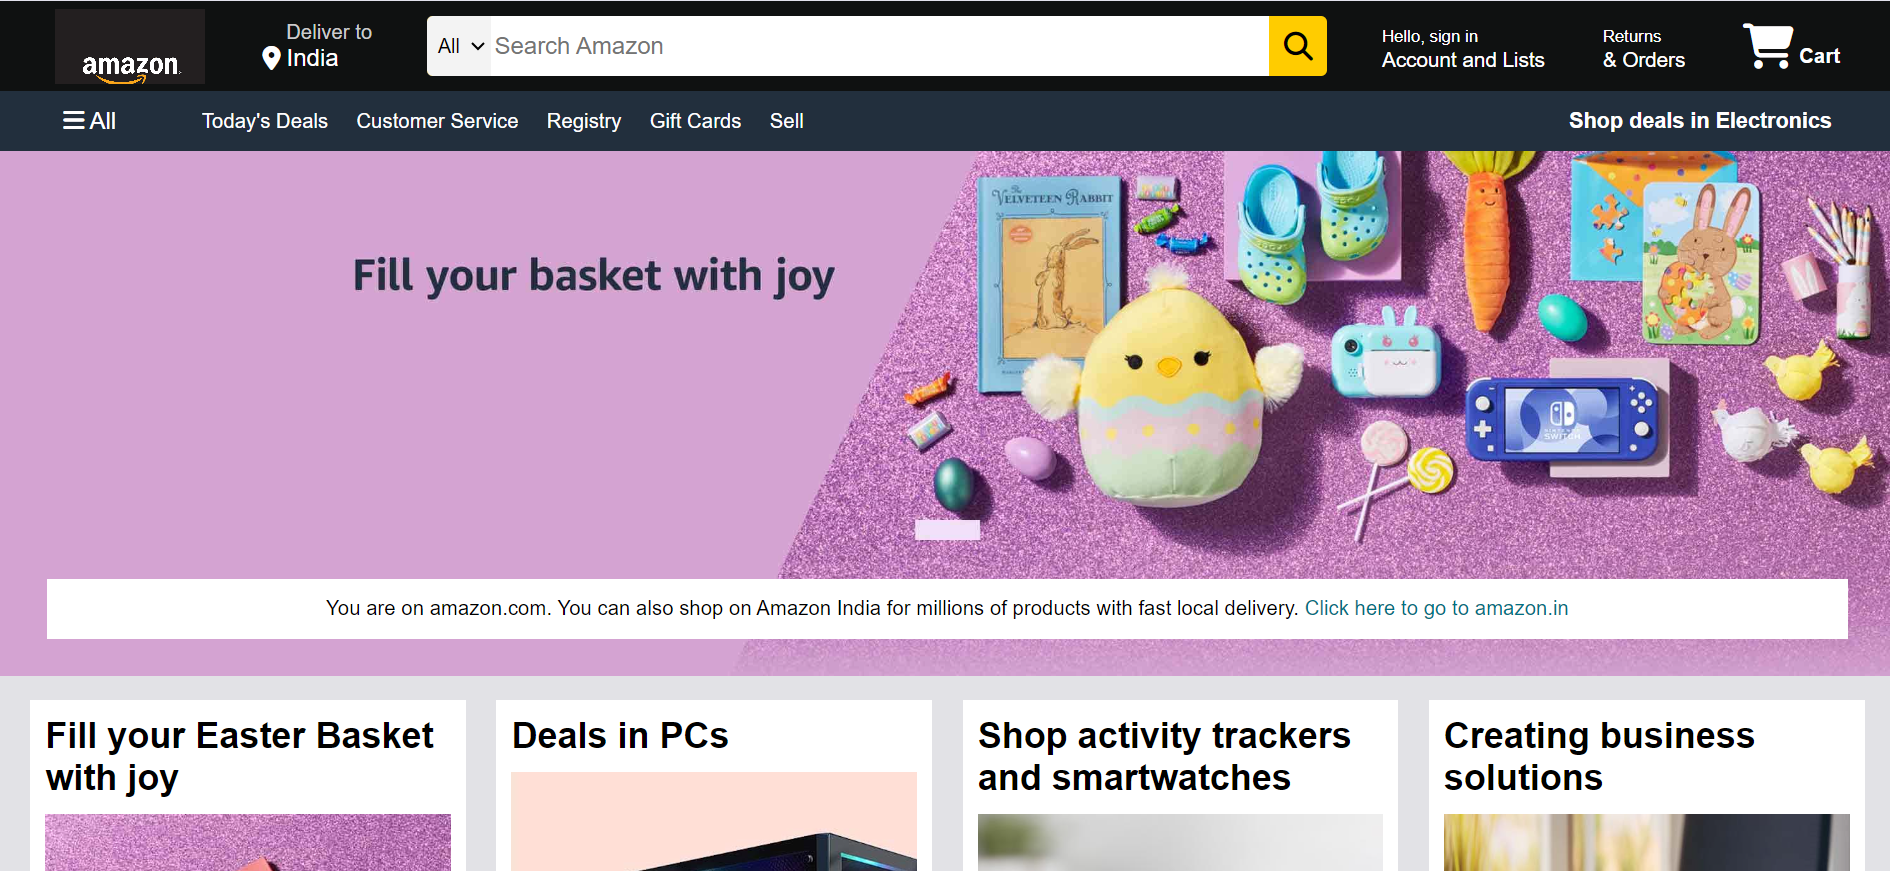 amazon
Deliver to
India
All
Search Amazon
Hello, sign in
Account and Lists
Returns
& Orders
Cart
All
Today's Deals
Customer Service
Registry
Gift Cards
Sell
Shop deals in Electronics
Fill your basket with joy
The
VELVETEEN RABBIT
NINTENDO
SWITCH
You are on amazon.com. You can also shop on Amazon India for millions of products with fast local delivery. Click here to go to amazon.in
Fill your Easter Basket
with joy
Deals in PCs
Shop activity trackers
and smartwatches
Creating business
solutions